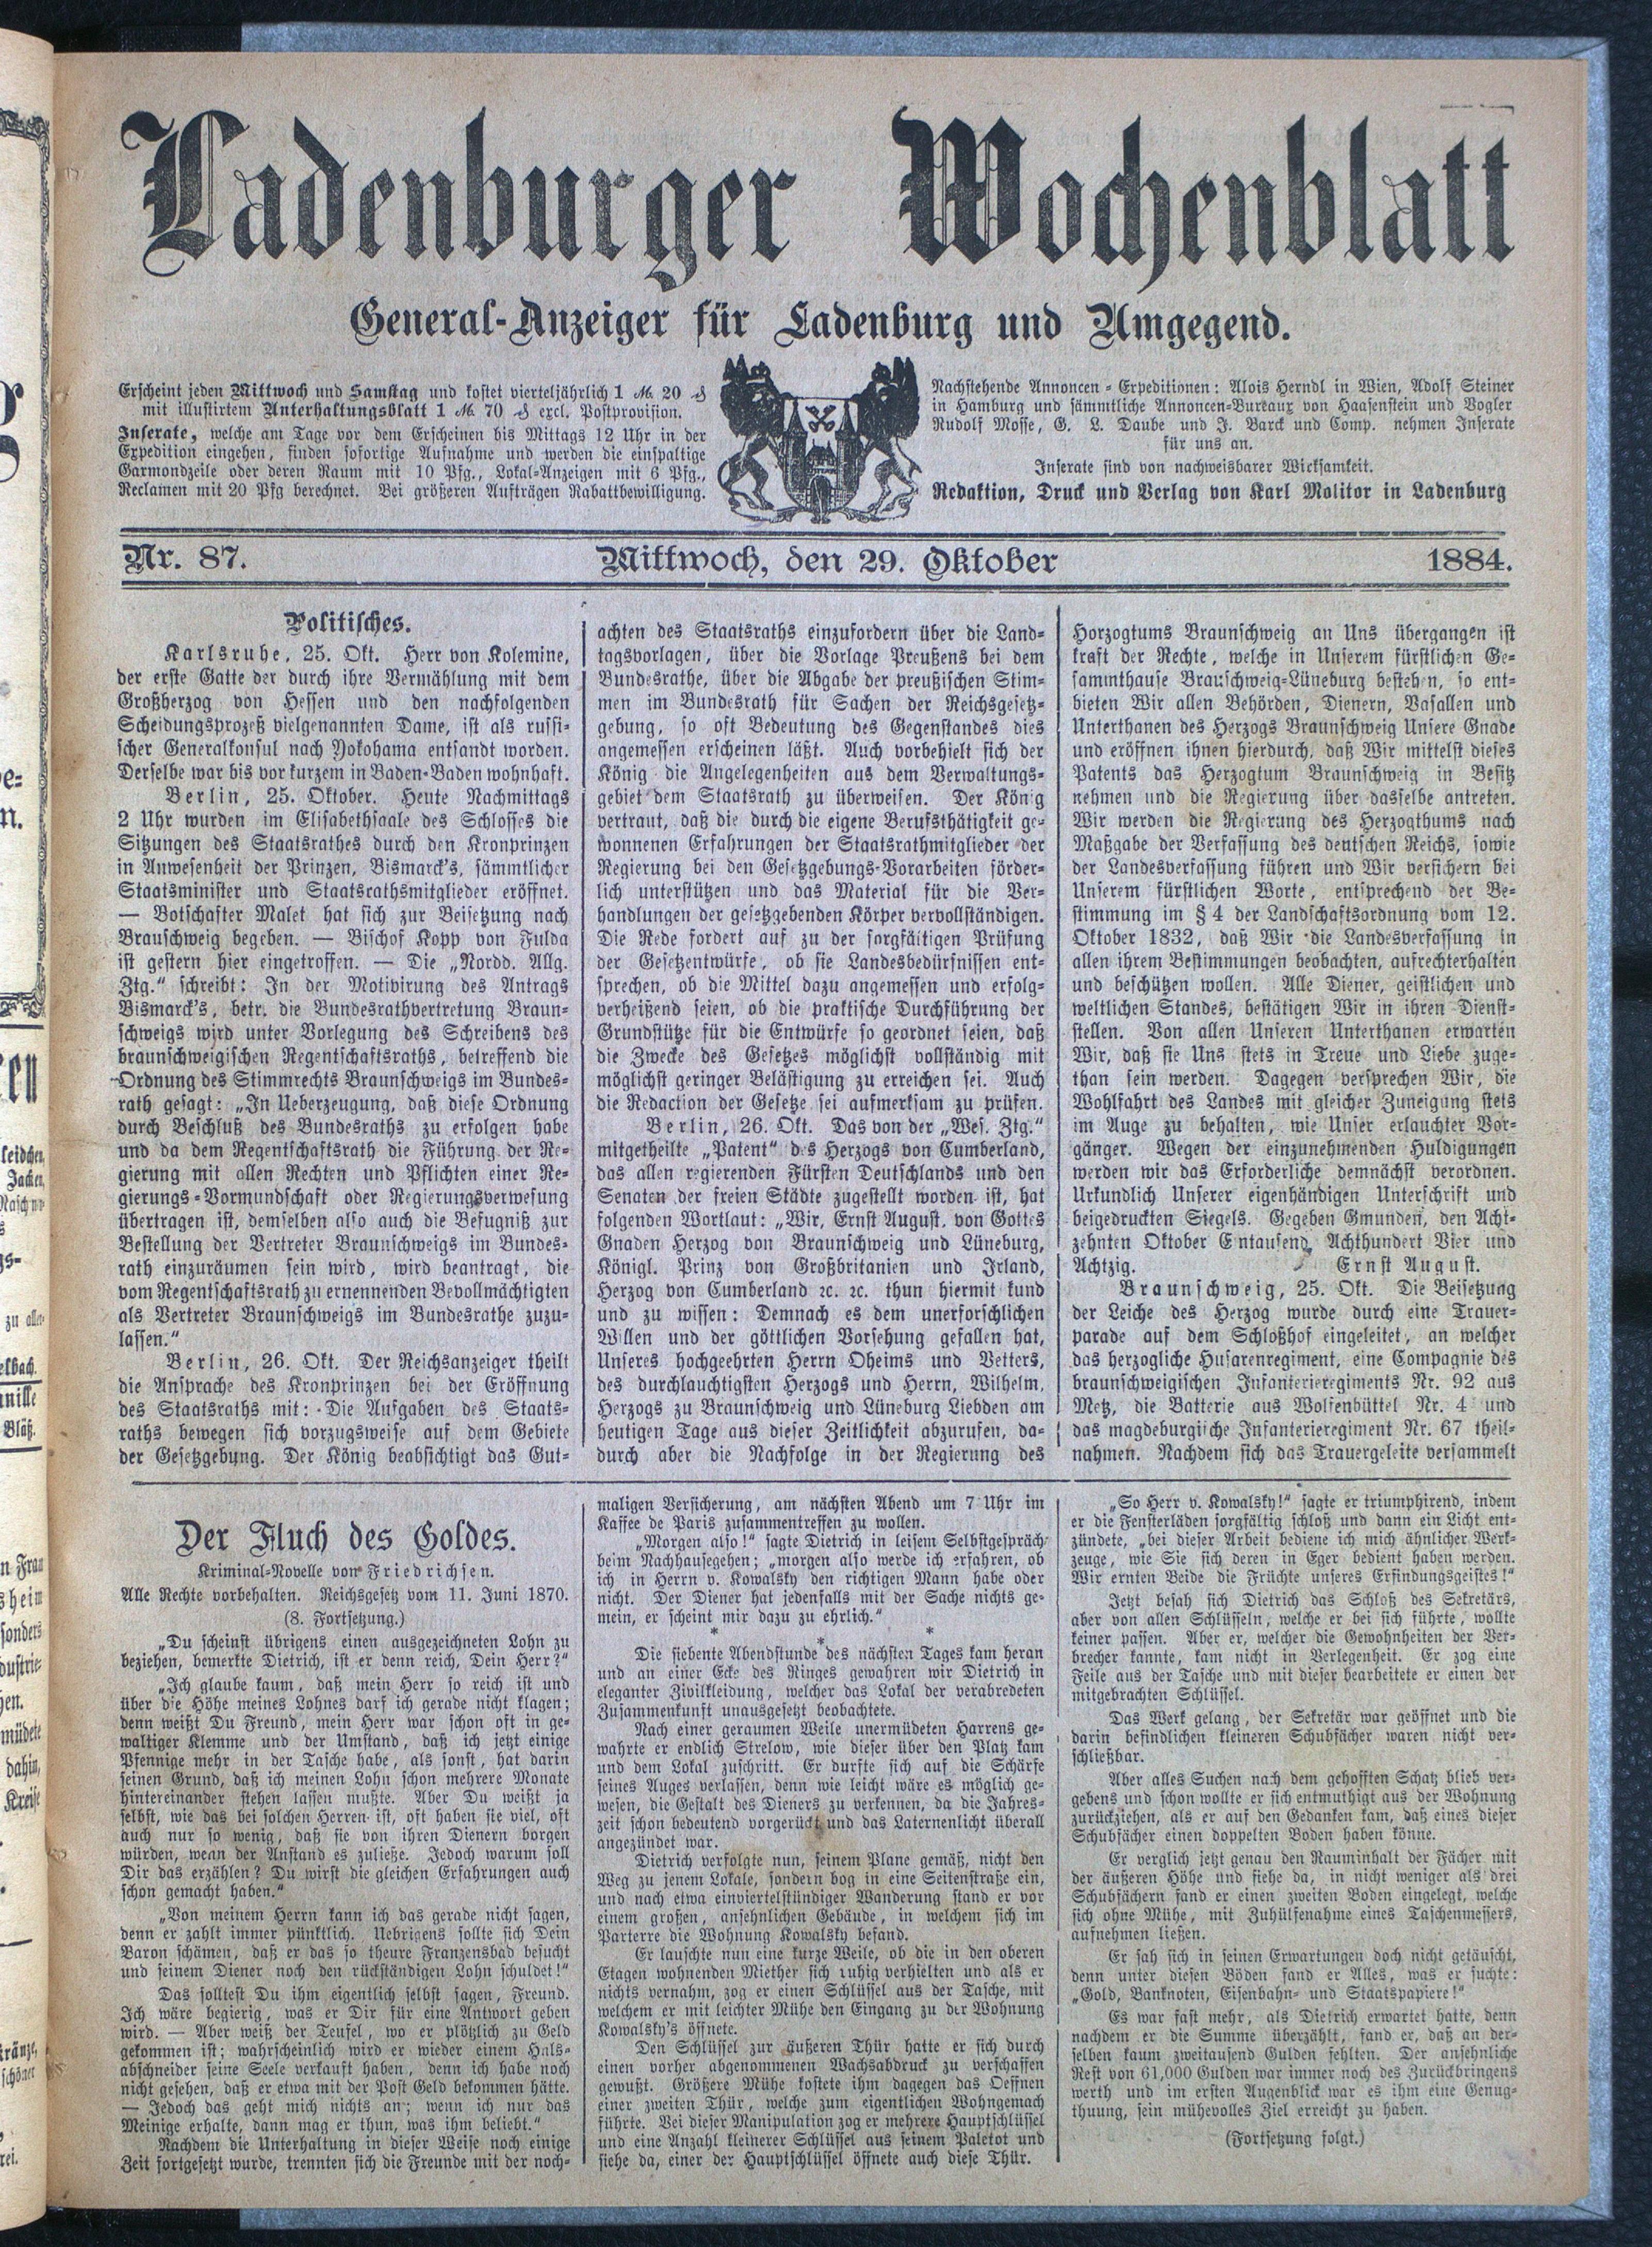 Ladenburger Wochenblatt
General-Anzeiger für Ladenburg und Umgegend.
Erscheint jeden Mittwoch und Samstag und kostet vierteljährlich 1 M. 20 ₰
mit illustirtem Unterhaltungsblatt 1 M. 70 ₰ excl. Postprovision.
Inserate, welche am Tage vor dem Erscheinen bis Mittags 12 Uhr in der
Expedition eingehen, finden sofortige Aufnahme und werden die einspaltige
Garmondzeile oder deren Raum mit 10 Pfg., Lokal-Anzeigen mit 6 Pfg.,
Reclamen mit 20 Pfg berechnet. Bei größeren Aufträgen Rabattbewilligung.
Nachstehende Annoncen-Expeditionen: Alois Herndl in Wien, Adolf Steiner
in Hamburg und sämmtliche Annoncen-Bureaux von Haasenstein und Vogler
Rudolf Mosse, G. L. Daube und J. Barck und Comp. nehmen Inserate
für uns an.
Inserate sind von nachweisbarer Wirksamkeit.
Redaktion, Druck und Verlag von Karl Molitor in Ladenburg
Nr. 87. Mittwoch, den 29. Oktober 1884.
Politisches.
Karlsruhe, 25. Okt. Herr von Kolemine,
der erste Gatte der durch ihre Vermählung mit dem
Großherzog von Hessen und den nachfolgenden
Scheidungsprozeß vielgenannten Dame, ist als russi-
scher Generalkonsul nach Yokohama entsandt worden.
Derselbe war bis vor kurzem in Baden-Baden wohnhaft.
Berlin, 25. Oktober. Heute Nachmittags
2 Uhr wurden im Elisabethsaale des Schlosses die
Sitzungen des Staatsrathes durch den Kronprinzen
in Anwesenheit der Prinzen, Bismarck's, sämmtlicher
Staatsminister und Staatsrathsmitglieder eröffnet.
— Botschafter Malet hat sich zur Beisetzung nach
Brauschweig begeben. — Bischof Kopp von Fulda
ist gestern hier eingetroffen. — Die „Nordd. Allg.
Ztg.“ schreibt: In der Motivirung des Antrags
Bismarck's, betr. die Bundesrathvertretung Braun-
schweigs wird unter Vorlegung des Schreibens des
braunschweigischen Regentschaftsraths, betreffend die
Ordnung des Stimmrechts Braunschweigs im Bundes-
rath gesagt: „In Ueberzeugung, daß diese Ordnung
durch Beschluß des Bundesraths zu erfolgen habe
und da dem Regentschaftsrath die Führung der Re-
gierung mit allen Rechten und Pflichten einer Re-
gierungs-Vormundschaft oder Regierungsverwesung
übertragen ist, demselben also auch die Befugniß zur
Bestellung der Vertreter Braunschweigs im Bundes-
rath einzuräumen sein wird, wird beantragt, die
vom Regentschaftsrath zu ernennenden Bevollmächtigten
als Vertreter Braunschweigs im Bundesrathe zuzu-
lassen.“
Berlin, 26. Okt. Der Reichsanzeiger theilt
die Ansprache des Kronprinzen bei der Eröffnung
des Staatsraths mit: Die Aufgaben des Staats-
raths bewegen sich vorzugsweise auf dem Gebiete
der Gesetzgebung. Der König beabsichtigt das Gut-
achten des Staatsraths einzufordern über die Land-
tagsvorlagen, über die Vorlage Preußens bei dem
Bundesrathe, über die Abgabe der preußischen Stim-
men im Bundesrath für Sachen der Reichsgesetz-
gebung, so oft Bedeutung des Gegenstandes dies
angemessen erscheinen läßt. Auch vorbehielt sich der
König die Angelegenheiten aus dem Verwaltungs-
gebiet dem Staatsrath zu überweisen. Der König
vertraut, daß die durch die eigene Berufsthätigkeit ge-
wonnenen Erfahrungen der Staatsrathmitglieder der
Regierung bei den Gesetzgebungs-Vorarbeiten förder-
lich unterstützen und das Material für die Ver-
handlungen der gesetzgebenden Körper vervollständigen.
Die Rede fordert auf zu der sorgfältigen Prüfung
der Gesetzentwürfe, ob sie Landesbedürfnissen ent-
sprechen, ob die Mittel dazu angemessen und erfolg-
verheißend seien, ob die praktische Durchführung der
Grundstütze für die Entwürfe so geordnet seien, daß
die Zwecke des Gesetzes möglichst vollständig mit
möglichst geringer Belästigung zu erreichen sei. Auch
die Redaction der Gesetze sei aufmerksam zu prüfen.
Berlin, 26. Okt. Das von der „Wes. Ztg.“
mitgetheilte „Patent“ des Herzogs von Cumberland,
das allen regierenden Fürsten Deutschlands und den
Senaten der freien Städte zugestellt worden ist, hat
folgenden Wortlaut: „Wir, Ernst August, von Gottes
Gnaden Herzog von Braunschweig und Lüneburg,
Königl. Prinz von Großbritanien und Irland,
Herzog von Cumberland ꝛc. ꝛc. thun hiermit kund
und zu wissen: Demnach es dem unerforschlichen
Willen und der göttlichen Vorsehung gefallen hat,
Unseres hochgeehrten Herrn Oheims und Vetters,
des durchlauchtigsten Herzogs und Herrn, Wilhelm,
Herzogs zu Braunschweig und Lüneburg Liebden am
heutigen Tage aus dieser Zeitlichkeit abzurufen, da-
durch aber die Nachfolge in der Regierung des
Horzogtums Braunschweig an Uns übergangen ist
kraft der Rechte, welche in Unserem fürstlichen Ge-
sammthause Brauschweig-Lüneburg bestehen, so ent-
bieten Wir allen Behörden, Dienern, Vasallen und
Unterthanen des Herzogs Braunschweig Unsere Gnade
und eröffnen ihnen hierdurch, daß Wir mittelst dieses
Patents das Herzogtum Braunschweig in Besitz
nehmen und die Regierung über dasselbe antreten.
Wir werden die Regierung des Herzogthums nach
Maßgabe der Verfassung des deutschen Reichs, sowie
der Landesverfassung führen und Wir versichern bei
Unserem fürstlichen Worte, entsprechend der Be-
stimmung im § 4 der Landschaftsordnung vom 12.
Oktober 1832, daß Wir die Landesverfassung in
allen ihrem Bestimmungen beobachten, aufrechterhalten
und beschützen wollen. Alle Diener, geistlichen und
weltlichen Standes, bestätigen Wir in ihren Dienst-
stellen. Von allen Unseren Unterthanen erwarten
Wir, daß sie Uns stets in Treue und Liebe zuge-
than sein werden. Dagegen versprechen Wir, die
Wohlfahrt des Landes mit gleicher Zuneigung stets
im Auge zu behalten, wie Unser erlauchter Vor-
gänger. Wegen der einzunehmenden Huldigungen
werden wir das Erforderliche demnächst verordnen.
Urkundlich Unserer eigenhändigen Unterschrift und
beigedruckten Siegels. Gegeben Gmunden, den Acht-
zehnten Oktober Entausend Achthundert Vier und
Achtzig. Ernst August.
Braunschweig, 25. Okt. Die Beisetzung
der Leiche des Herzog wurde durch eine Trauer-
parade auf dem Schloßhof eingeleitet, an welcher
das herzogliche Husarenregiment, eine Compagnie des
braunschweigischen Infanterieregiments Nr. 92 aus
Metz, die Batterie aus Wolfenbüttel Nr. 4 und
das magdeburgische Infanterieregiment Nr. 67 theil-
nahmen. Nachdem sich das Trauergeleite versammelt
Der Fluch des Goldes.
Kriminal-Novelle von Friedrichsen.
Alle Rechte vorbehalten. Reichsgesetz vom 11. Juni 1870.
(8. Fortsetzung.)
„Du scheinst übrigens einen ausgezeichneten Lohn zu
beziehen, bemerkte Dietrich, ist er denn reich, Dein Herr?“
„Ich glaube kaum, daß mein Herr so reich ist und
über die Höhe meines Lohnes darf ich gerade nicht klagen;
denn weißt Du Freund, mein Herr war schon oft in ge-
waltiger Klemme und der Umstand, daß ich jetzt einige
Pfennige mehr in der Tasche habe, als sonst, hat darin
seinen Grund, daß ich meinen Lohn schon mehrere Monate
hintereinander stehen lassen mußte. Aber Du weißt ja
selbst, wie das bei solchen Herren ist, oft haben sie viel, oft
auch nur so wenig, daß sie von ihren Dienern borgen
würden, wean der Anstand es zuließe. Jedoch warum soll
Dir das erzählen? Du wirst die gleichen Erfahrungen auch
schon gemacht haben.“
„Von meinem Herrn kann ich das gerade nicht sagen,
denn er zahlt immer pünktlich. Uebrigens sollte sich Dein
Baron schämen, daß er das so theure Franzensbad besucht
und seinem Diener noch den rückständigen Lohn schuldet!“
Das solltest Du ihm eigentlich selbst sagen, Freund.
Ich wäre begierig, was er Dir für eine Antwort geben
wird. — Aber weiß der Teufel, wo er plötzlich zu Geld
gekommen ist; wahrscheinlich wird er wieder einem Hals-
abschneider seine Seele verkauft haben, denn ich habe noch
nicht gesehen, daß er etwa mit der Post Geld bekommen hätte.
— Jedoch das geht mich nichts an; wenn ich nur das
Meinige erhalte, dann mag er thun, was ihm beliebt.“
Nachdem die Unterhaltung in dieser Weise noch einige
Zeit fortgesetzt wurde, trennten sich die Freunde mit der noch-
maligen Versicherung, am nächsten Abend um 7 Uhr im
Kaffee de Paris zusammentreffen zu wollen.
„Morgen also!“ sagte Dietrich in leisem Selbstgespräch
beim Nachhausegehen; „morgen also werde ich erfahren, ob
ich in Herrn v. Kowalsky den richtigen Mann habe oder
nicht. Der Diener hat jedenfalls mit der Sache nichts ge-
mein, er scheint mir dazu zu ehrlich.“
* * *
Die siebente Abendstunde des nächsten Tages kam heran
und an einer Ecke des Ringes gewahren wir Dietrich in
eleganter Zivilkleidung, welcher das Lokal der verabredeten
Zusammenkunft unausgesetzt beobachtete.
Nach einer geraumen Weile unermüdeten Harrens ge-
wahrte er endlich Strelow, wie dieser über den Platz kam
und dem Lokal zuschritt. Er durfte sich auf die Schärfe
seines Auges verlassen, denn wie leicht wäre es möglich ge-
wesen, die Gestalt des Dieners zu verkennen, da die Jahres-
zeit schon bedeutend vorgerückt und das Laternenlicht überall
angezündet war.
Dietrich verfolgte nun, seinem Plane gemäß, nicht den
Weg zu jenem Lokale, sondern bog in eine Seitenstraße ein,
und nach etwa einviertelstündiger Wanderung stand er vor
einem großen, ansehnlichen Gebäude, in welchem sich im
Parterre die Wohnung Kowalsky befand.
Er lauschte nun eine kurze Weile, ob die in den oberen
Etagen wohnenden Miether sich ruhig verhielten und als er
nichts vernahm, zog er einen Schlüssel aus der Tasche, mit
welchem er mit leichter Mühe den Eingang zu der Wohnung
Kowalsky's öffnete.
Den Schlüssel zur äußeren Thür hatte er sich durch
einen vorher abgenommenen Wachsabdruck zu verschaffen
gewußt. Größere Mühe kostete ihm dagegen das Oeffnen
einer zweiten Thür, welche zum eigentlichen Wohngemach
führte. Bei dieser Manipulation zog er mehrere Hauptschlüssel
und eine Anzahl kleinerer Schlüssel aus seinem Paletot und
siehe da, einer der Hauptschlüssel öffnete auch diese Thür.
„So Herr v. Kowalsky!“ sagte er triumphirend, indem
er die Fensterläden sorgfältig schloß und dann ein Licht ent-
zündete, „bei dieser Arbeit bediene ich mich ähnlicher Werk-
zeuge, wie Sie sich deren in Eger bedient haben werden.
Wir ernten Beide die Früchte unseres Erfindungsgeistes!“
Jetzt besah sich Dietrich das Schloß des Sekretärs,
aber von allen Schlüsseln, welche er bei sich führte, wollte
keiner passen. Aber er, welcher die Gewohnheiten der Ver-
brecher kannte, kam nicht in Verlegenheit. Er zog eine
Feile aus der Tasche und mit dieser bearbeitete er einen der
mitgebrachten Schlüssel.
Das Werk gelang, der Sekretär war geöffnet und die
darin befindlichen kleineren Schubfächer waren nicht ver-
schließbar.
Aber alles Suchen nach dem gehofften Schatz blieb ver-
gebens und schon wollte er sich entmuthigt aus der Wohnung
zurückziehen, als er auf den Gedanken kam, daß eines dieser
Schubfächer einen doppelten Boden haben könne.
Er verglich jetzt genau den Rauminhalt der Fächer mit
der äußeren Höhe und siehe da, in nicht weniger als drei
Schubfächern fand er einen zweiten Boden eingelegt, welche
sich ohne Mühe, mit Zuhülfenahme eines Taschenmessers,
aufnehmen ließen.
Er sah sich in seinen Erwartungen doch nicht getäuscht,
denn unter diesen Böden fand er Alles, was er suchte:
„Gold, Banknoten, Eisenbahn- und Staatspapiere!“
Es war fast mehr, als Dietrich erwartet hatte, denn
nachdem er die Summe überzählt, fand er, daß an der-
selben kaum zweitausend Gulden fehlten. Der ansehnliche
Rest von 61,000 Gulden war immer noch des Zurückbringens
werth und im ersten Augenblick war es ihm eine Genug-
thuung, sein mühevolles Ziel erreicht zu haben.
(Fortsetzung folgt.)